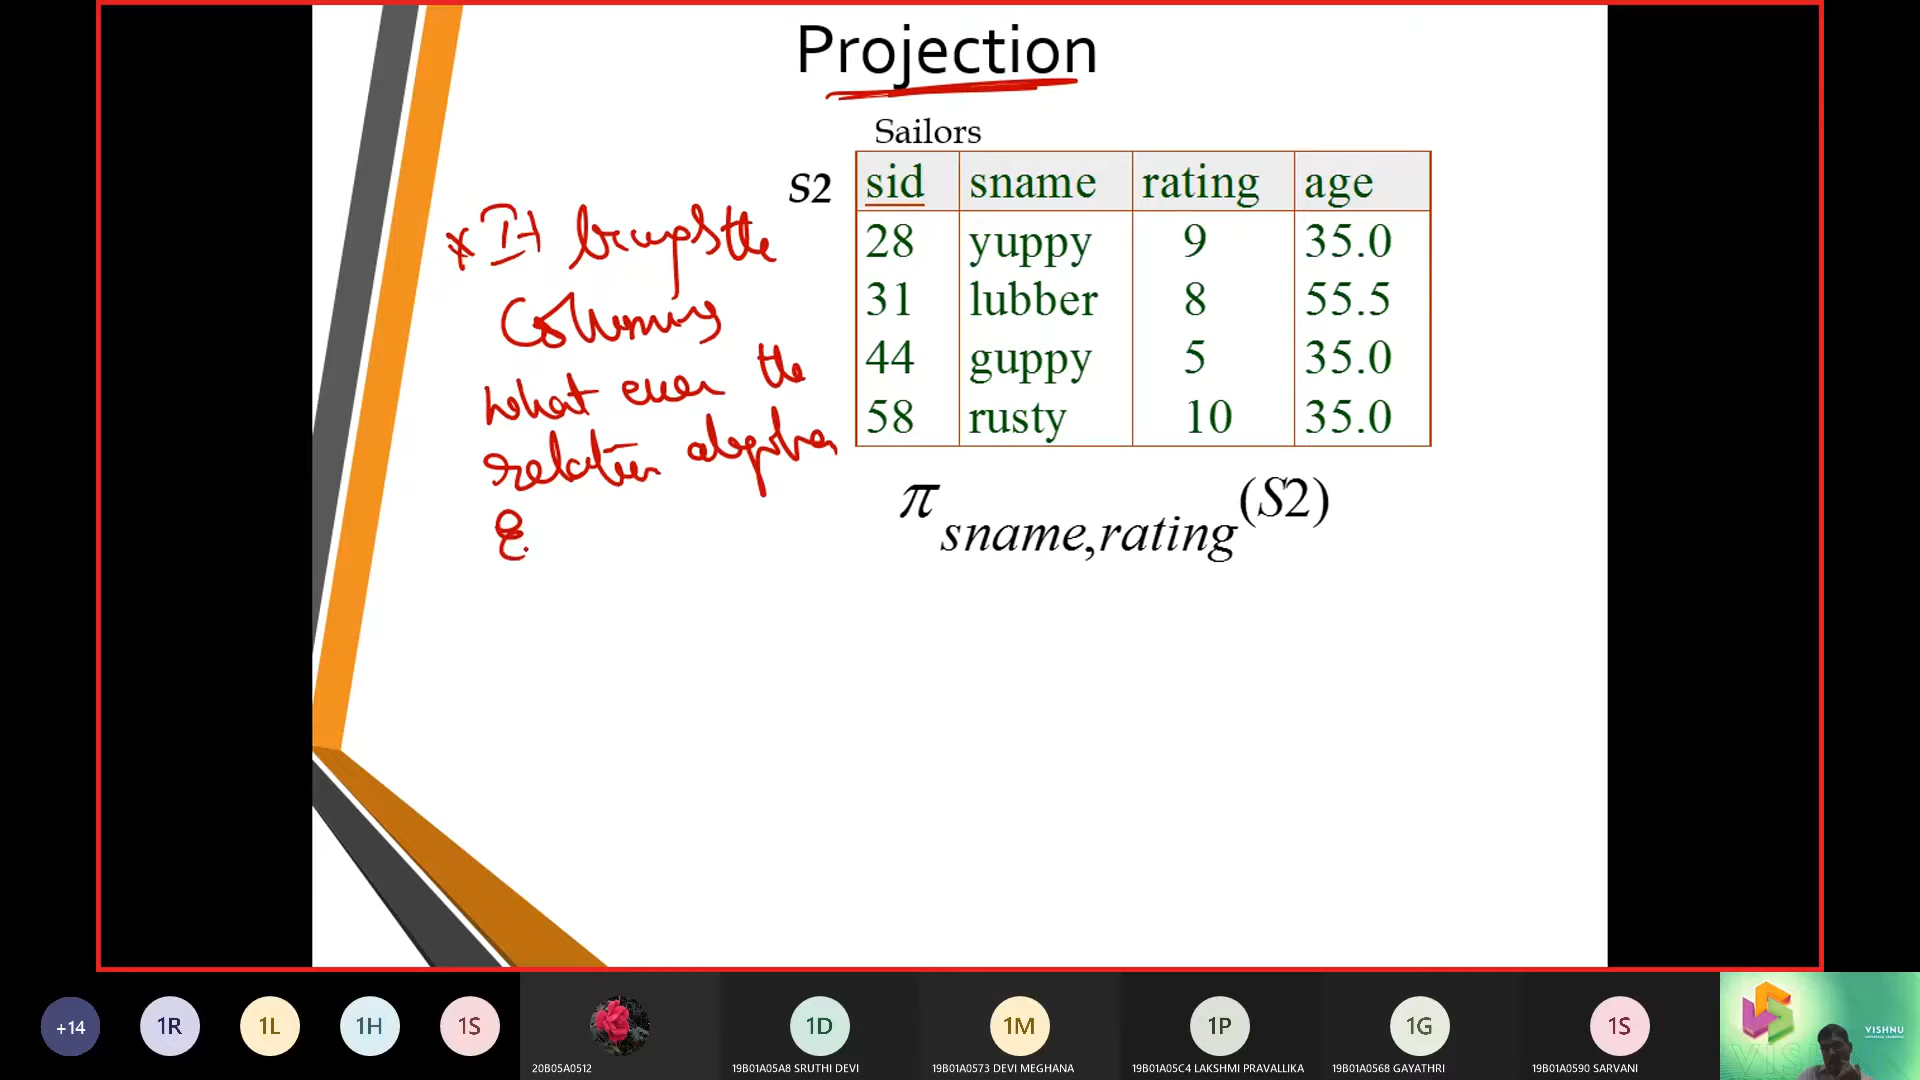 Projection
Sailors
S2
sid sname rating age
28 yuppy 9 35.0
31 lubber 8 55.5
44 guppy 5 35.0
58 rusty 10 35.0
* It brings the
Columns
what ever the
relation algebra
π sname,rating (S2)
+14
1R
1L
1H
1S
20B05A0512
1D
19B01A05A8 SRUTHI DEVI
1M
19B01A0573 DEVI MEGHANA
1P
19B01A05C4 LAKSHMI PRAVALLIKA
1G
19B01A0568 GAYATHRI
1S
19B01A0590 SARVANI
VISHNU
UNIVERSAL LEARNING